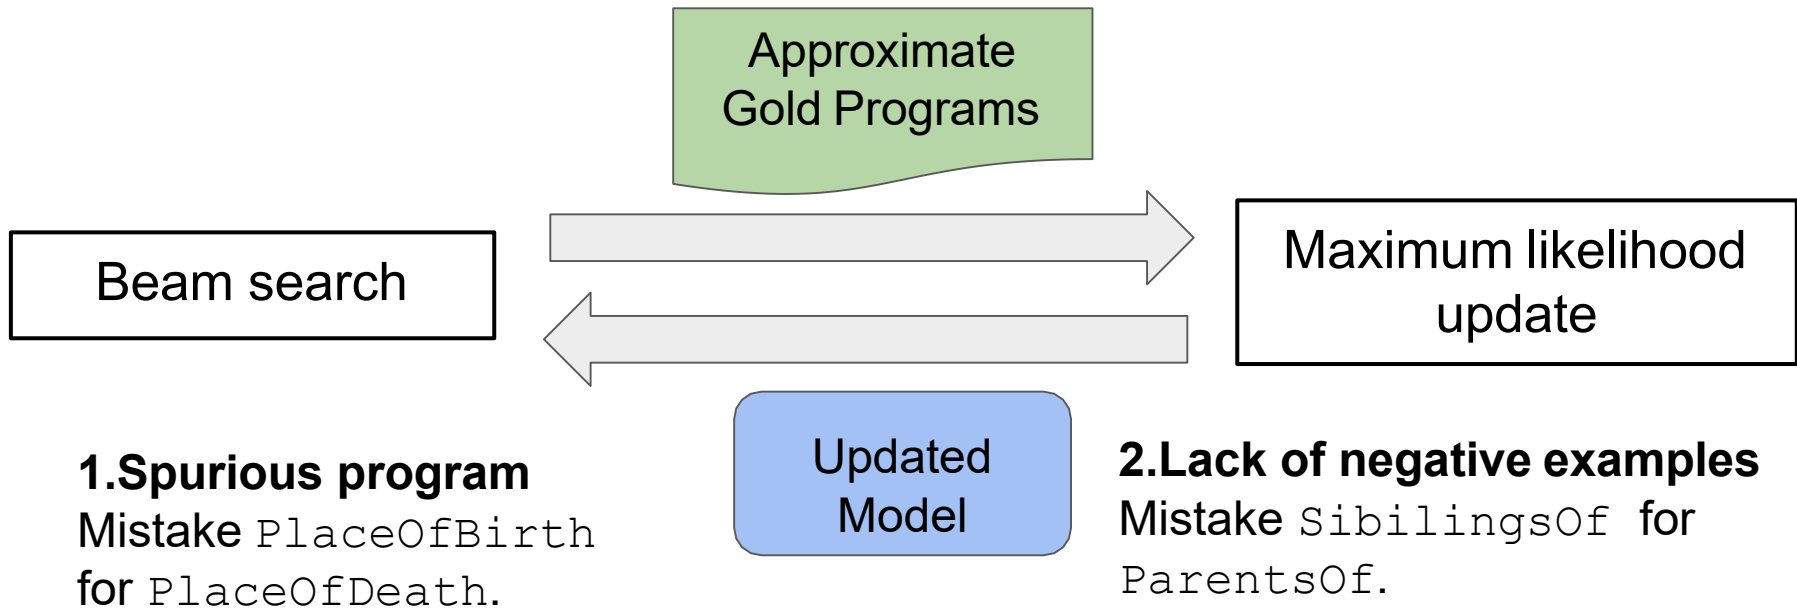 Approximate
Gold Programs
Beam search
Maximum likelihood
update
Updated
Model
1.Spurious program
Mistake PlaceOfBirth
for PlaceOfDeath.
2.Lack of negative examples
Mistake SibilingsOf for
ParentsOf.